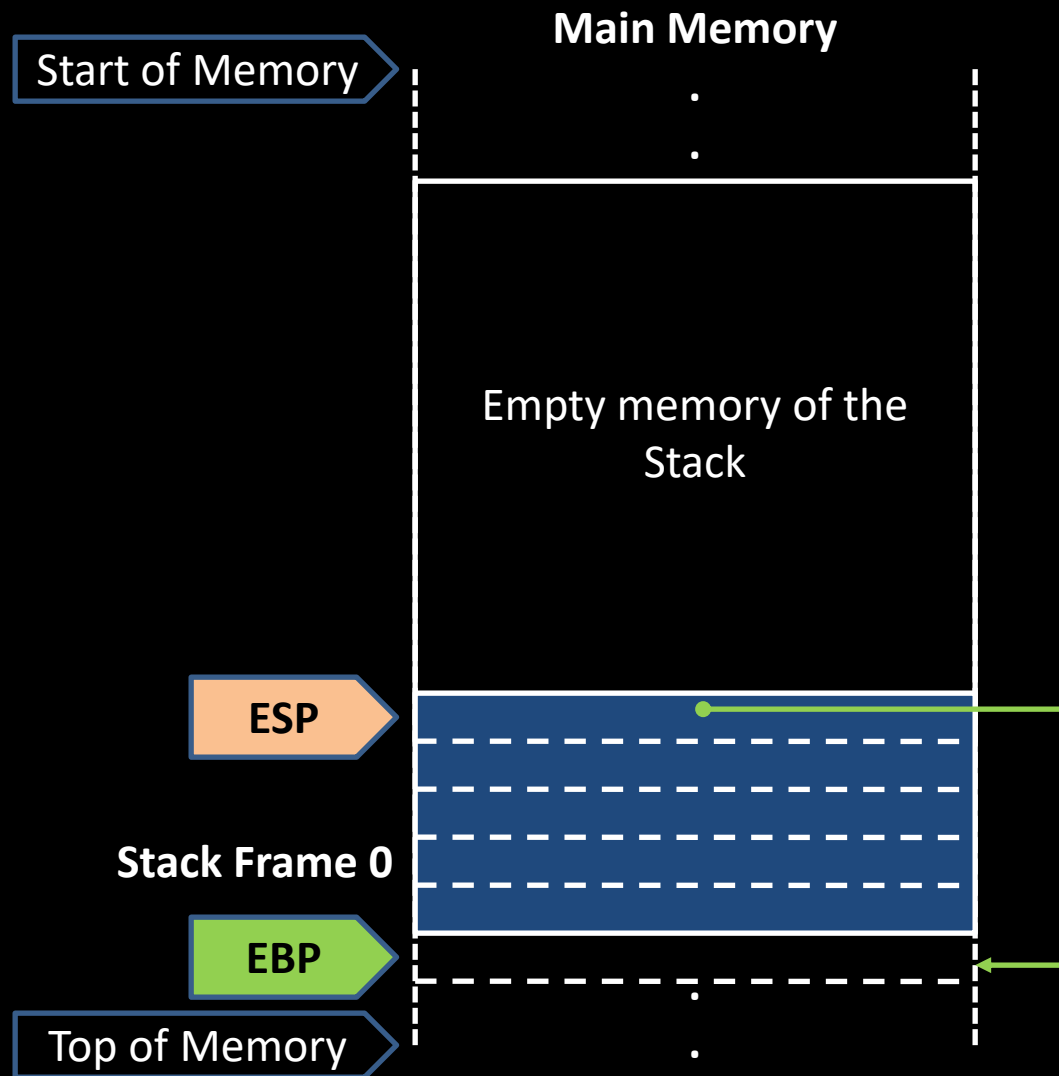 Main Memory
Start of Memory
Empty memory of the
Stack
ESP
Stack Frame 0
EBP
Top of Memory